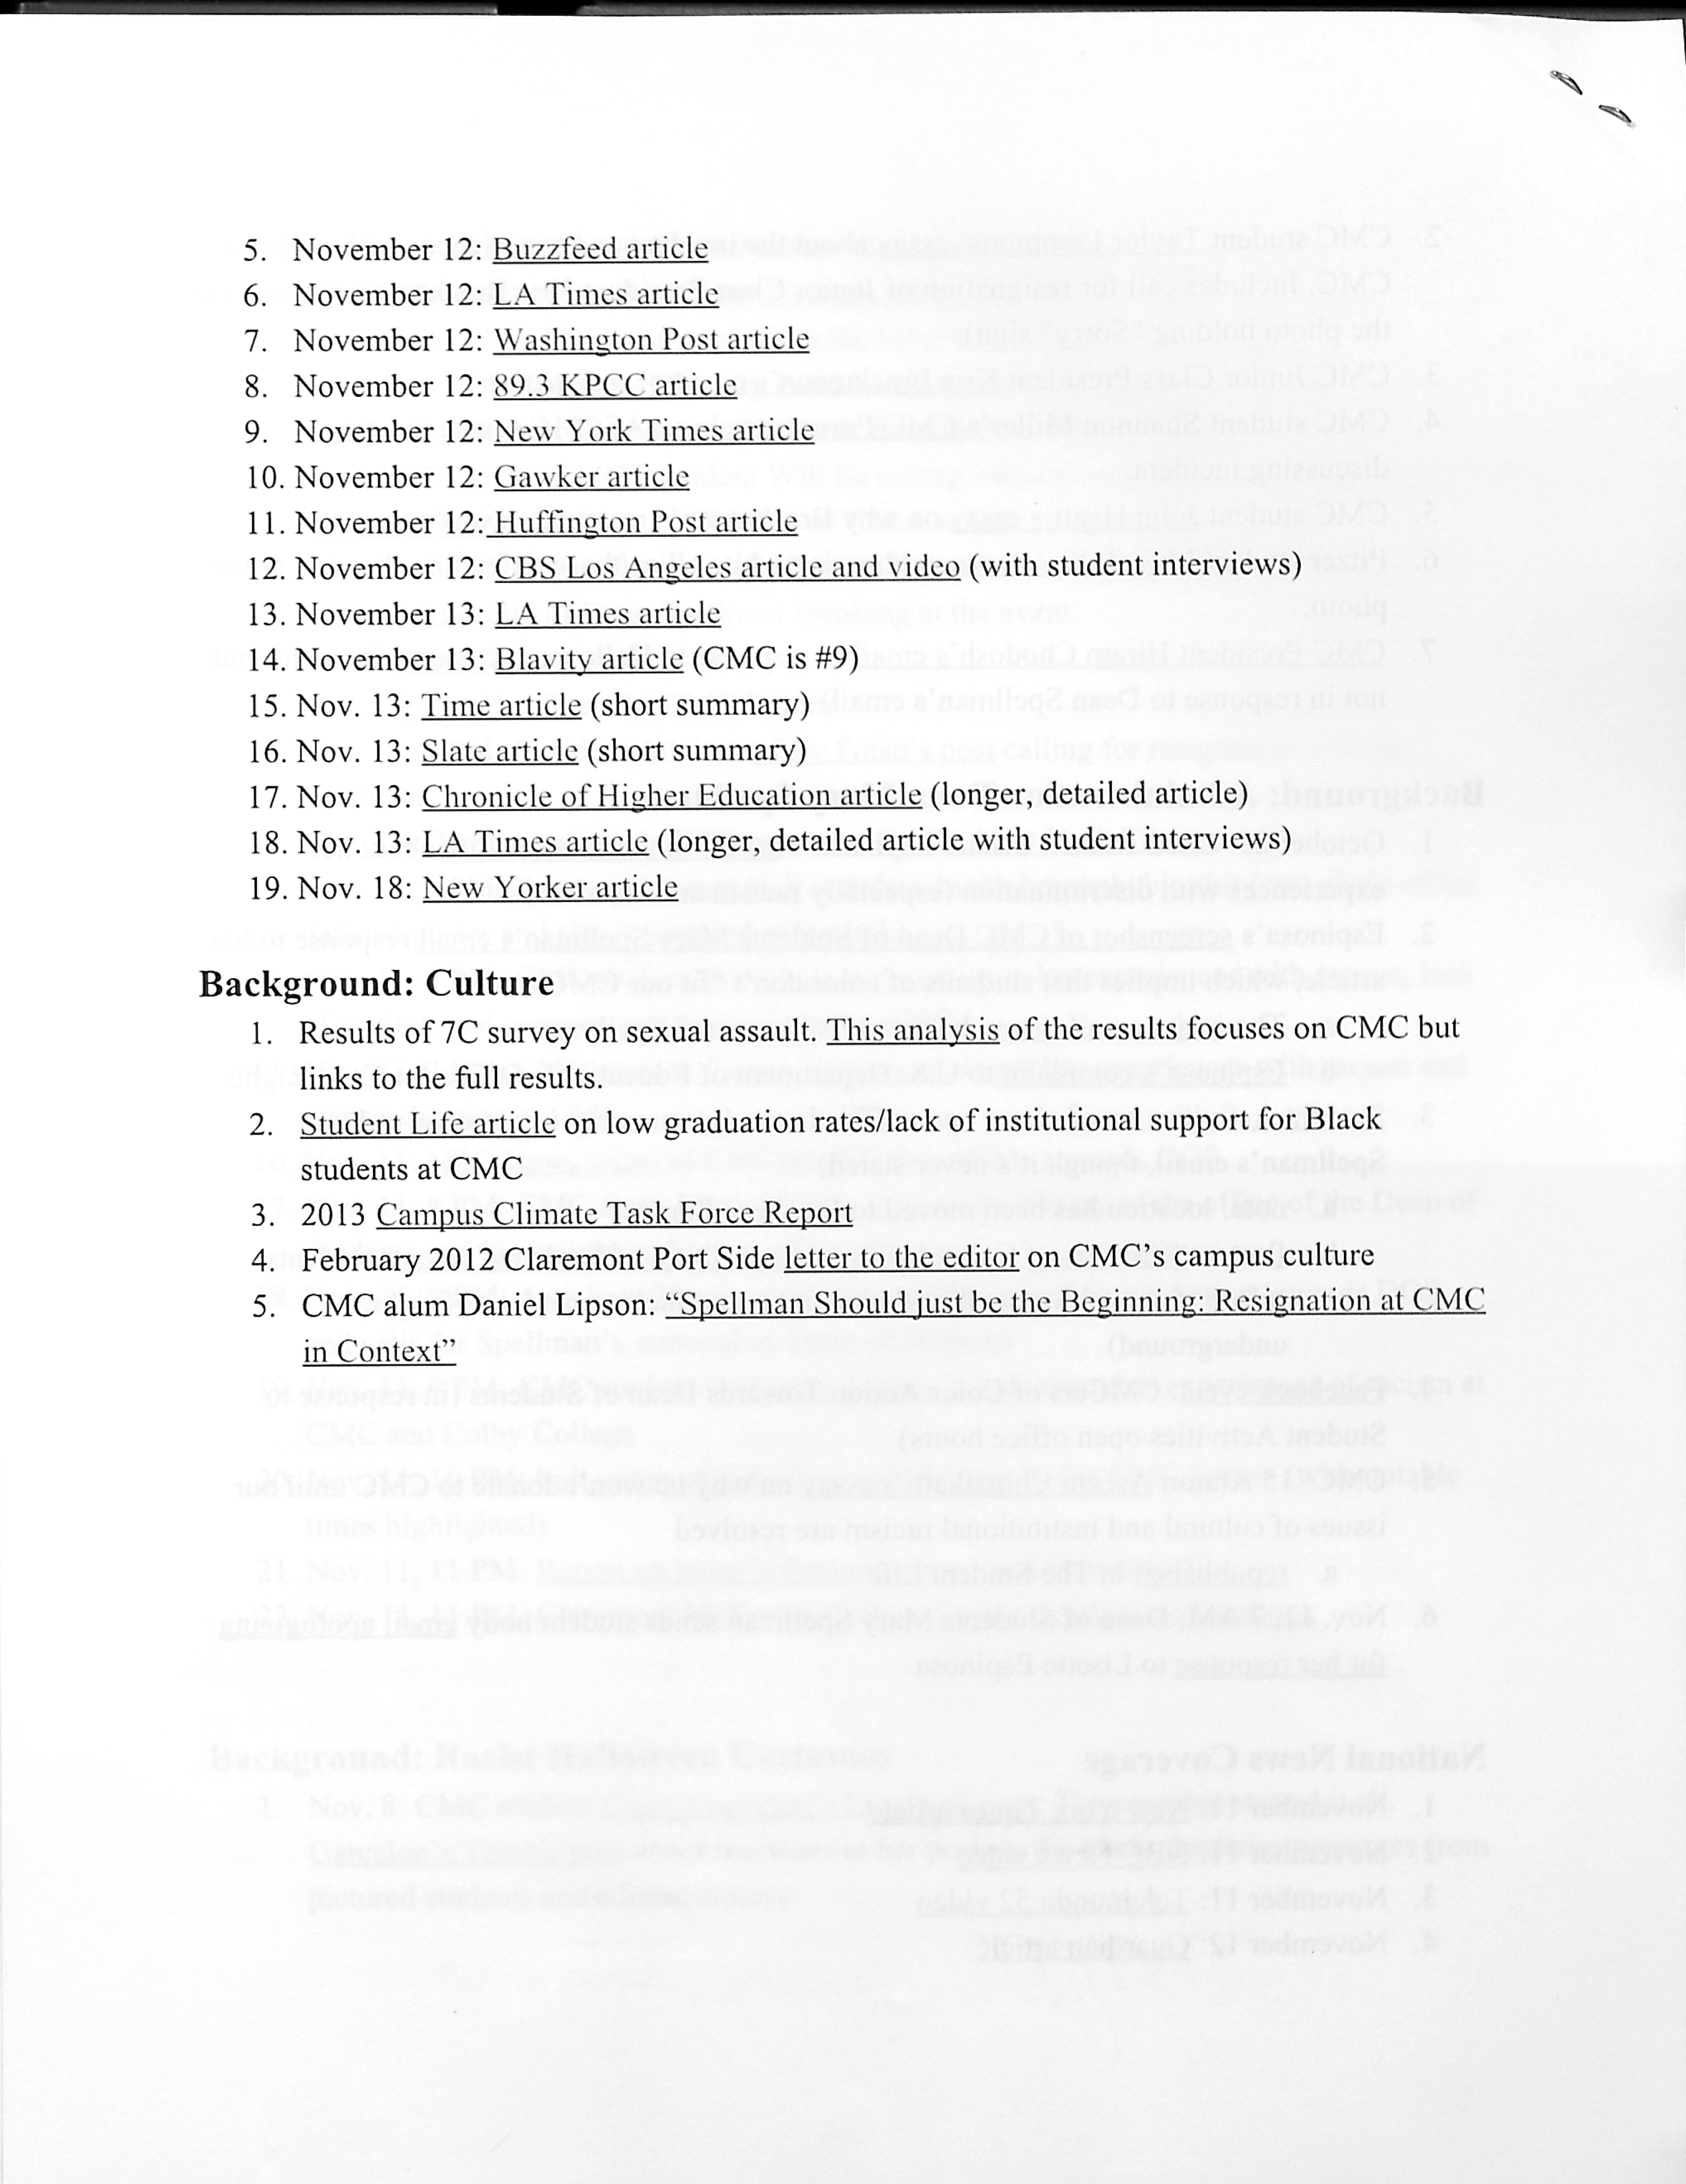 5. November 12: Buzzfeed article
6. November 12: LA Times article
7. November 12: Washington Post article
8. November 12: 89.3 KPCC article
9. November 12: New York Times article
10. November 12: Gawker article
11. November 12: Huffington Post article
12. November 12: CBS Los Angeles article and video (with student interviews)
13. November 13: LA Times article
14. November 13: Blavity article (CMC is #9)
15. Nov. 13: Time article (short summary)
16. Nov. 13: Slate article (short summary)
17. Nov. 13: Chronicle of Higher Education article (longer, detailed article)
18. Nov. 13: LA Times article (longer, detailed article with student interviews)
19. Nov. 18: New Yorker article
Background: Culture
1. Results of 7C survey on sexual assault. This analysis of the results focuses on CMC but
links to the full results.
2. Student Life article on low graduation rates/lack of institutional support for Black
students at CMC
3. 2013 Campus Climate Task Force Report
4. February 2012 Claremont Port Side letter to the editor on CMC’s campus culture
5. CMC alum Daniel Lipson: “Spellman Should just be the Beginning: Resignation at CMC
in Context”